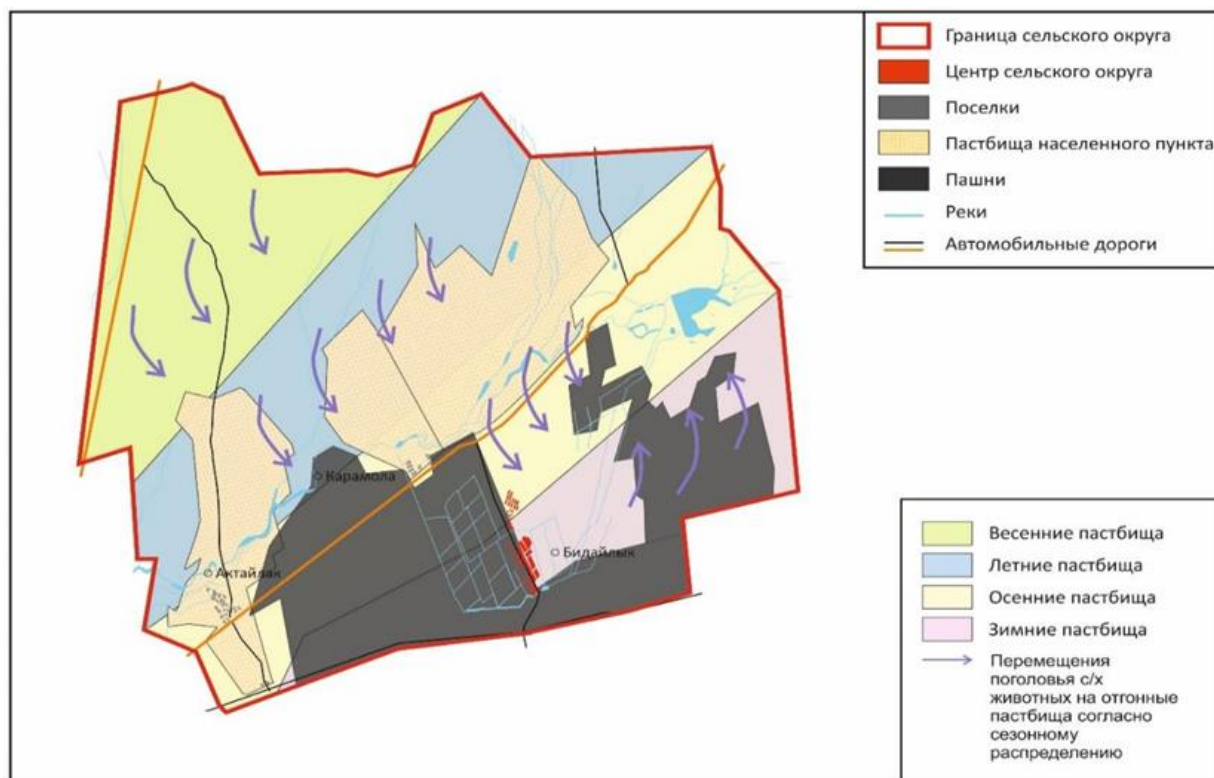 Граница сельского округа
Центр сельского округа
Поселки
Пастбища населенного пункта
Пашни
Реки
Автомобильные дороги
Карамола
Бидайлык
Актайлак
Весенние пастбища
Летние пастбища
Осенние пастбища
Зимние пастбища
Перемещения
поголовья с/х
животных на отгонные
пастбища согласно
сезонному
распределению